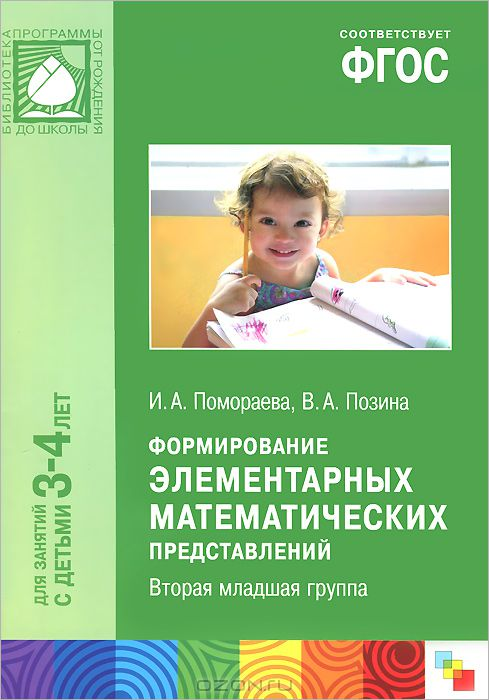 БИБЛИОТЕКА
ПРОГРАММЫ
ОТ РОЖДЕНИЯ
ДО ШКОЛЫ
СООТВЕТСТВУЕТ
ФГОС
И. А. Помораева, В. А. Позина
ФОРМИРОВАНИЕ
ЭЛЕМЕНТАРНЫХ
МАТЕМАТИЧЕСКИХ
ПРЕДСТАВЛЕНИЙ
Вторая младшая группа
ДЛЯ ЗАНЯТИЙ
С ДЕТЬМИ 3-4 ЛЕТ
OZON.RU